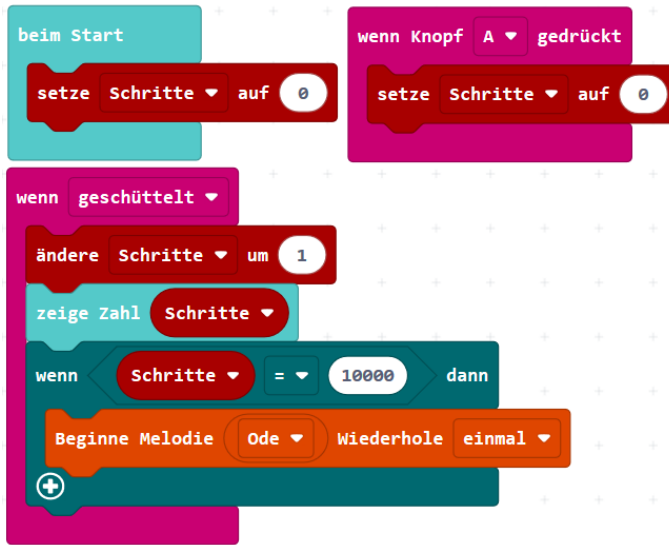 beim Start
setze Schritte auf 0
wenn Knopf A gedrückt
setze Schritte auf 0
wenn geschüttelt
ändere Schritte um 1
zeige Zahl Schritte
wenn Schritte = 10000 dann
Beginne Melodie Ode Wiederhole einmal